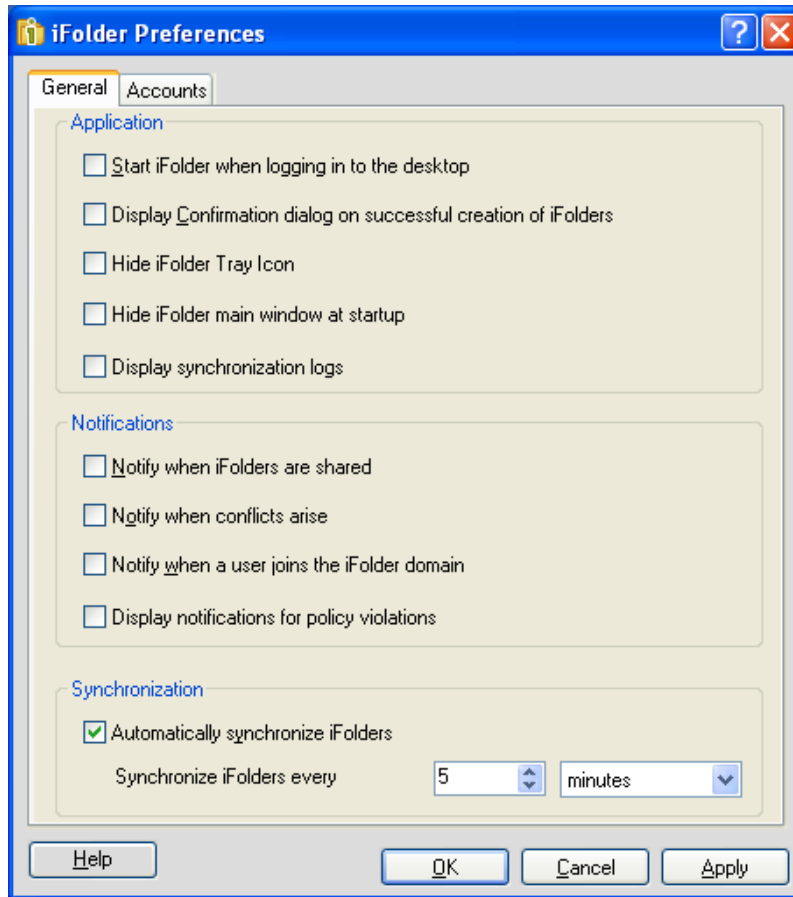 iFolder Preferences
General
Accounts
Application
Start iFolder when logging in to the desktop
Display Confirmation dialog on successful creation of iFolders
Hide iFolder Tray Icon
Hide iFolder main window at startup
Display synchronization logs
Notifications
Notify when iFolders are shared
Notify when conflicts arise
Notify when a user joins the iFolder domain
Display notifications for policy violations
Synchronization
Automatically synchronize iFolders
Synchronize iFolders every 5 minutes
Help
OK
Cancel
Apply